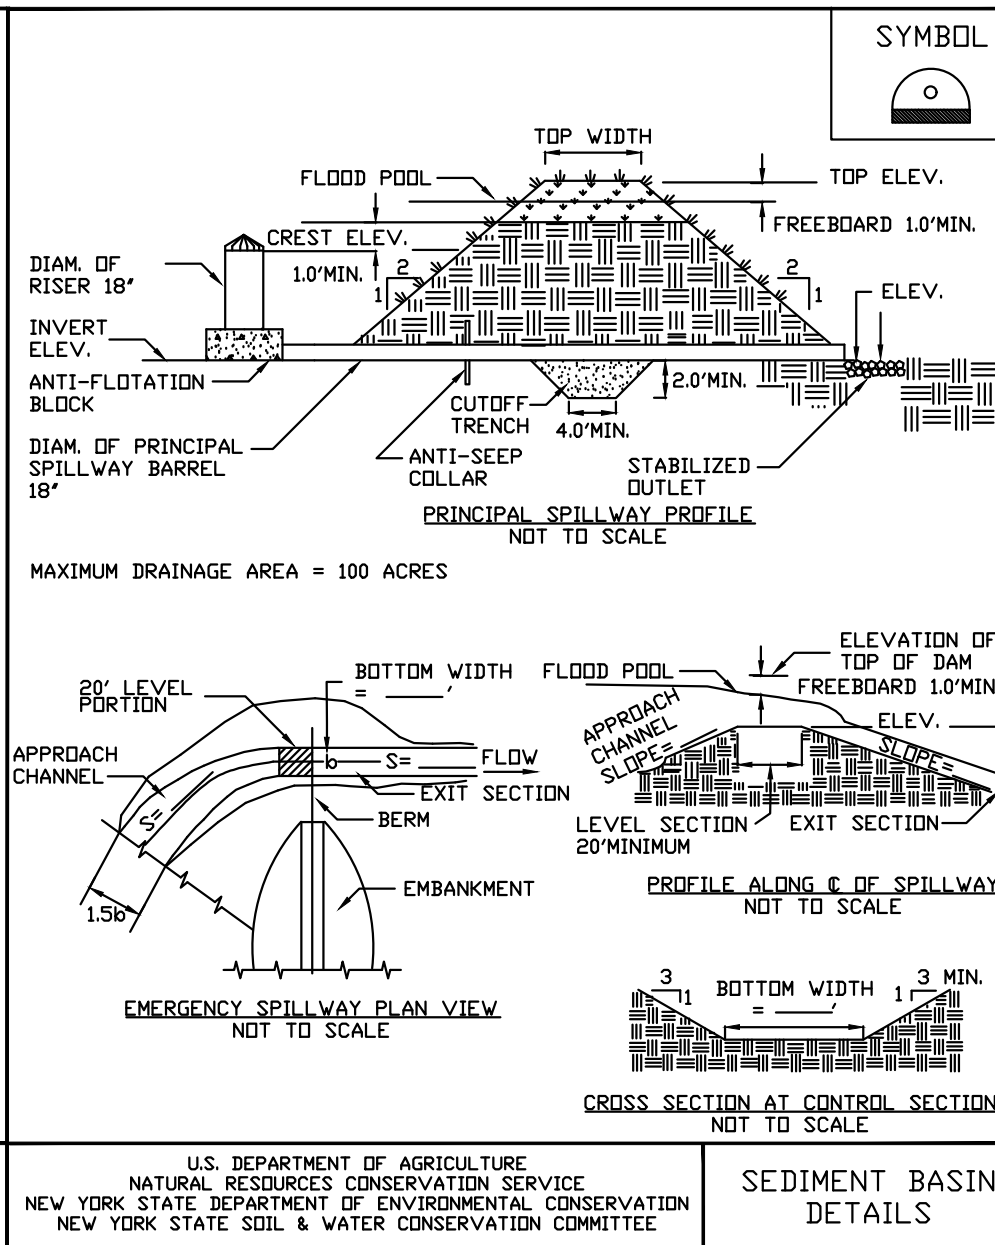 SYMBOL
TOP WIDTH
FLOOD POOL
TOP ELEV.
FREEBOARD 1.0'MIN.
CREST ELEV.
1.0'MIN.
2
1
2
1
DIAM. OF
RISER 18"
ELEV.
INVERT
ELEV.
ANTI-FLOTATION
BLOCK
2.0'MIN.
CUTOFF
TRENCH
4.0'MIN.
DIAM. OF PRINCIPAL
SPILLWAY BARREL
18"
ANTI-SEEP
COLLAR
STABILIZED
OUTLET
PRINCIPAL SPILLWAY PROFILE
NOT TO SCALE
MAXIMUM DRAINAGE AREA = 100 ACRES
20' LEVEL
PORTION
BOTTOM WIDTH
= ______'
APPROACH
CHANNEL
b
S= ______
FLOW
EXIT SECTION
S= ______
BERM
1.5b
EMBANKMENT
EMERGENCY SPILLWAY PLAN VIEW
NOT TO SCALE
ELEVATION OF
TOP OF DAM
FLOOD POOL
FREEBOARD 1.0'MIN
APPROACH
CHANNEL
SLOPE= ____
ELEV. ____
SLOPE= ____
LEVEL SECTION
20'MINIMUM
EXIT SECTION
PROFILE ALONG ℄ OF SPILLWAY
NOT TO SCALE
3
1
BOTTOM WIDTH
= ______'
3 MIN.
1
CROSS SECTION AT CONTROL SECTION
NOT TO SCALE
U.S. DEPARTMENT OF AGRICULTURE
NATURAL RESOURCES CONSERVATION SERVICE
NEW YORK STATE DEPARTMENT OF ENVIRONMENTAL CONSERVATION
NEW YORK STATE SOIL & WATER CONSERVATION COMMITTEE
SEDIMENT BASIN
DETAILS